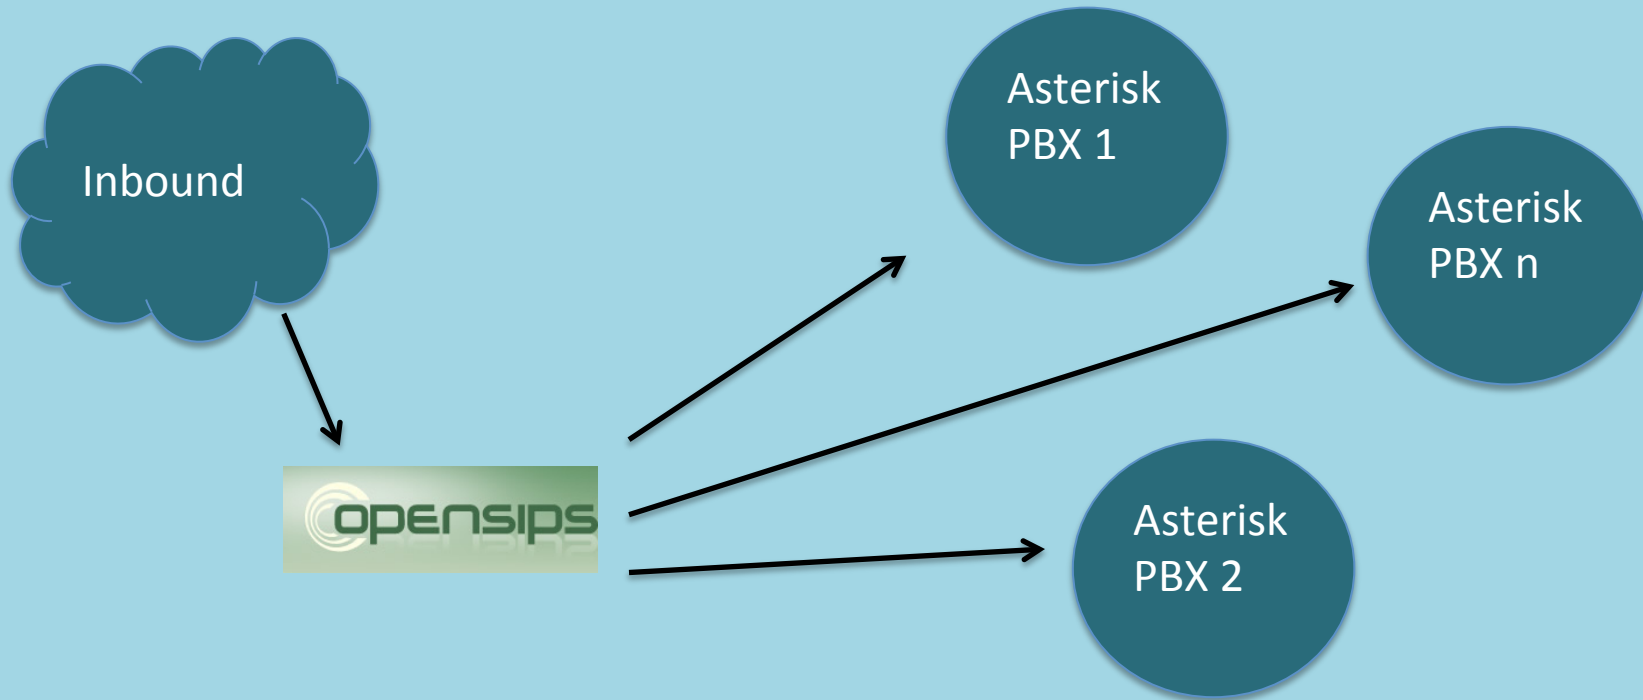 Inbound
Asterisk
PBX 1
Asterisk
PBX n
opensips
Asterisk
PBX 2